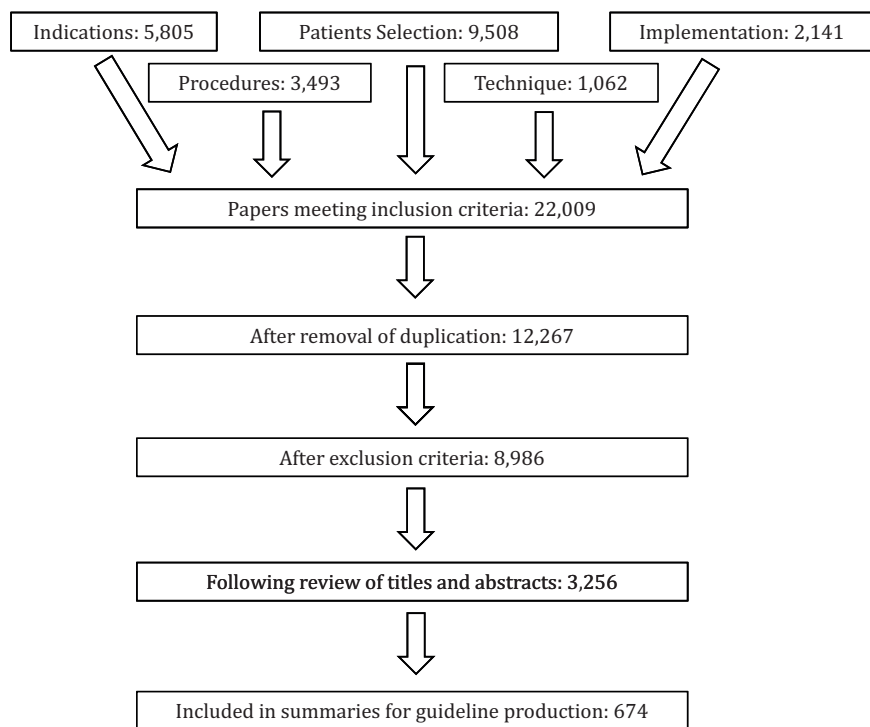 Indications: 5,805
Patients Selection: 9,508
Implementation: 2,141
Procedures: 3,493
Technique: 1,062
Papers meeting inclusion criteria: 22,009
After removal of duplication: 12,267
After exclusion criteria: 8,986
Following review of titles and abstracts: 3,256
Included in summaries for guideline production: 674